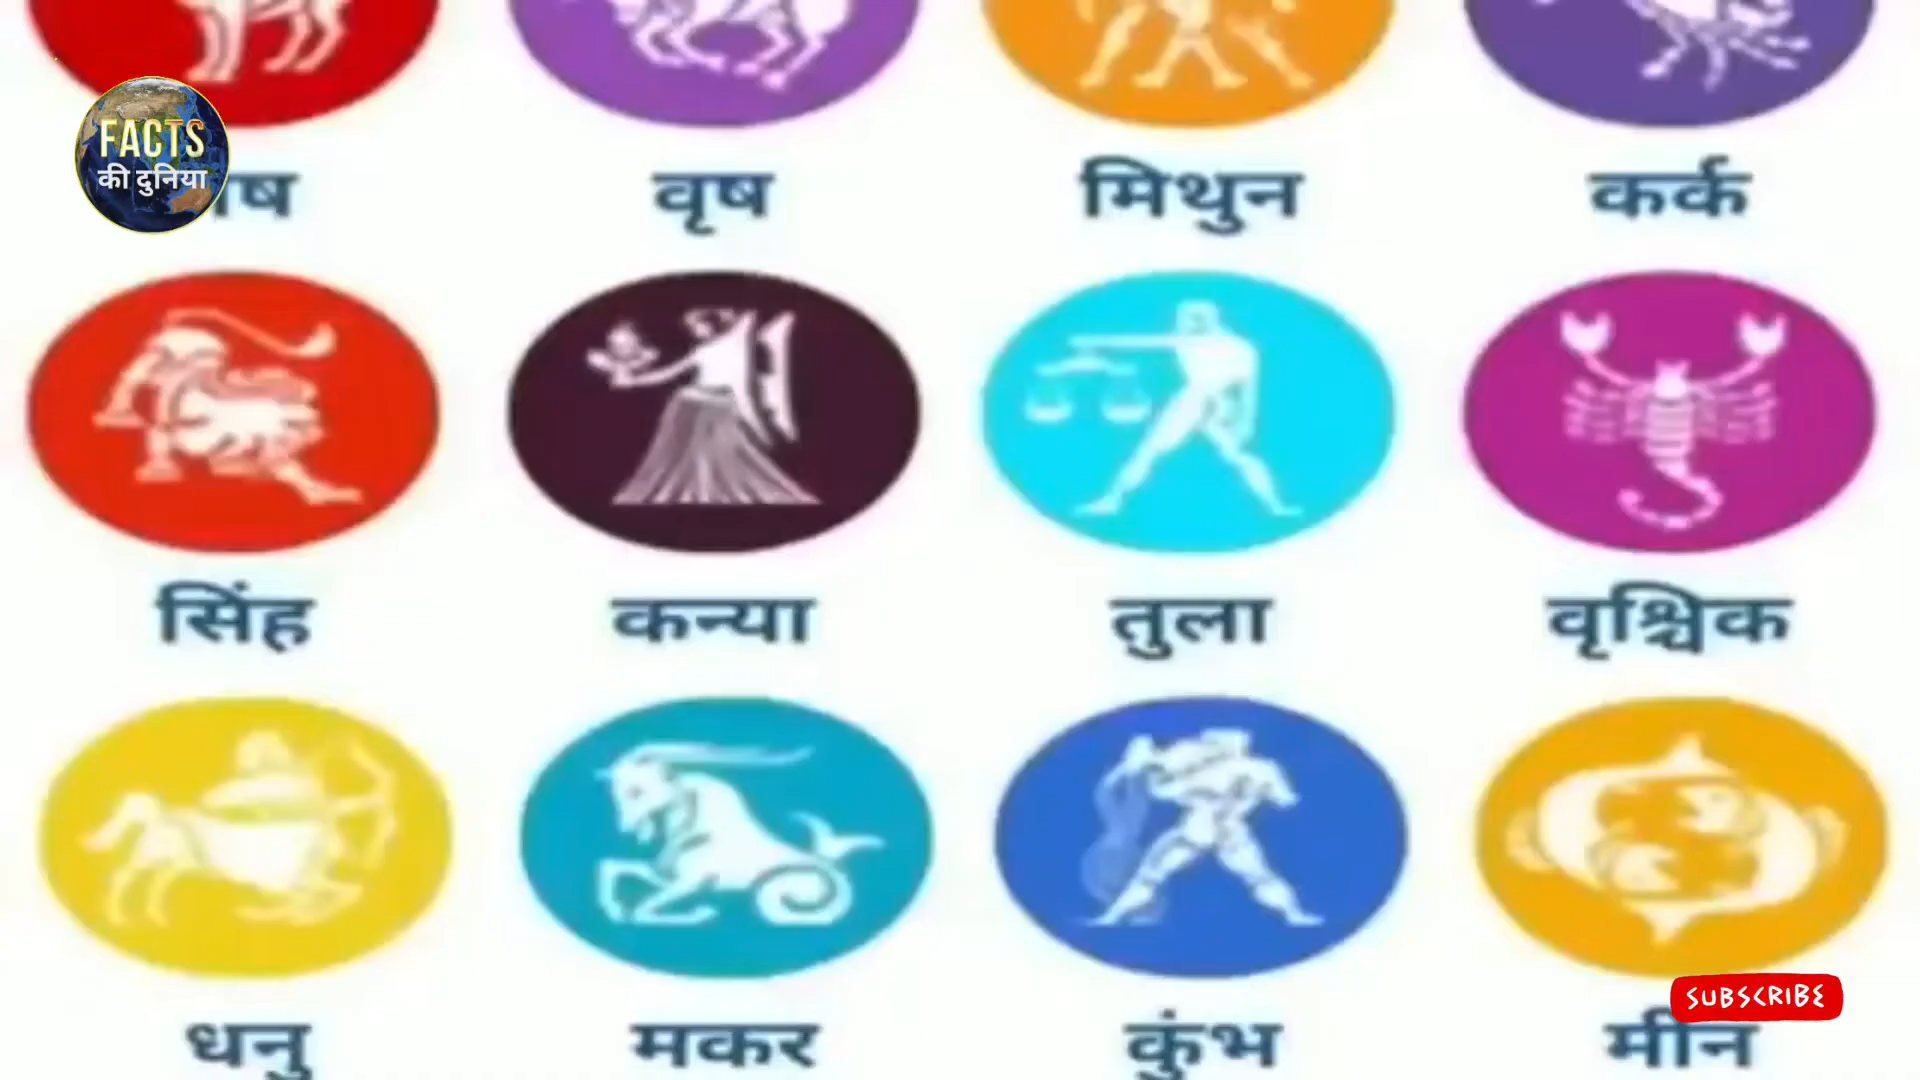 FACTS
की दुनिया
वृष मिथुन कर्क
सिंह कन्या तुला वृश्चिक
SUBSCRIBE
धनु मकर कुंभ मीन